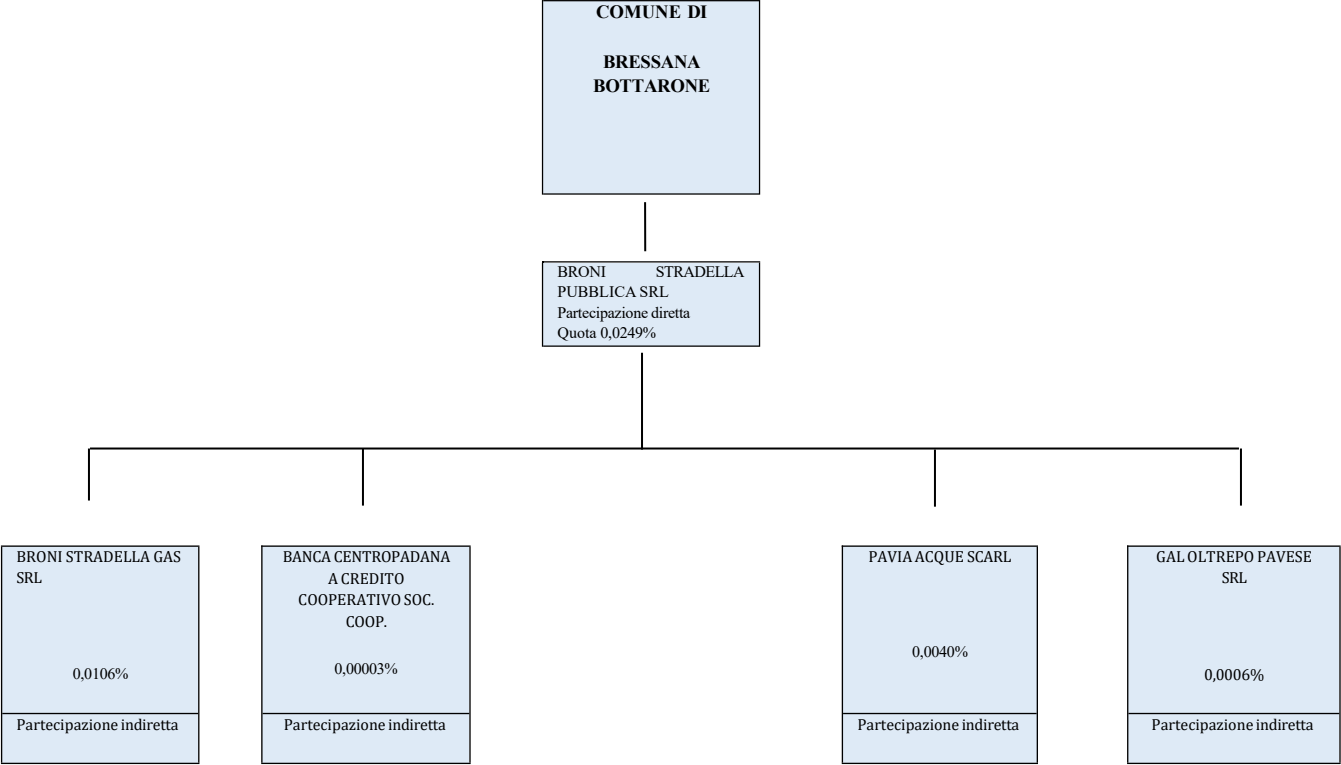 COMUNE DI
BRESSANA
BOTTARONE
BRONI STRADELLA
PUBBLICA SRL
Partecipazione diretta
Quota 0,0249%
BRONI STRADELLA GAS
SRL
0,0106%
Partecipazione indiretta
BANCA CENTROPADANA
A CREDITO
COOPERATIVO SOC.
COOP.
0,00003%
Partecipazione indiretta
PAVIA ACQUE SCARL
0,0040%
Partecipazione indiretta
GAL OLTREPO PAVESE
SRL
0,0006%
Partecipazione indiretta